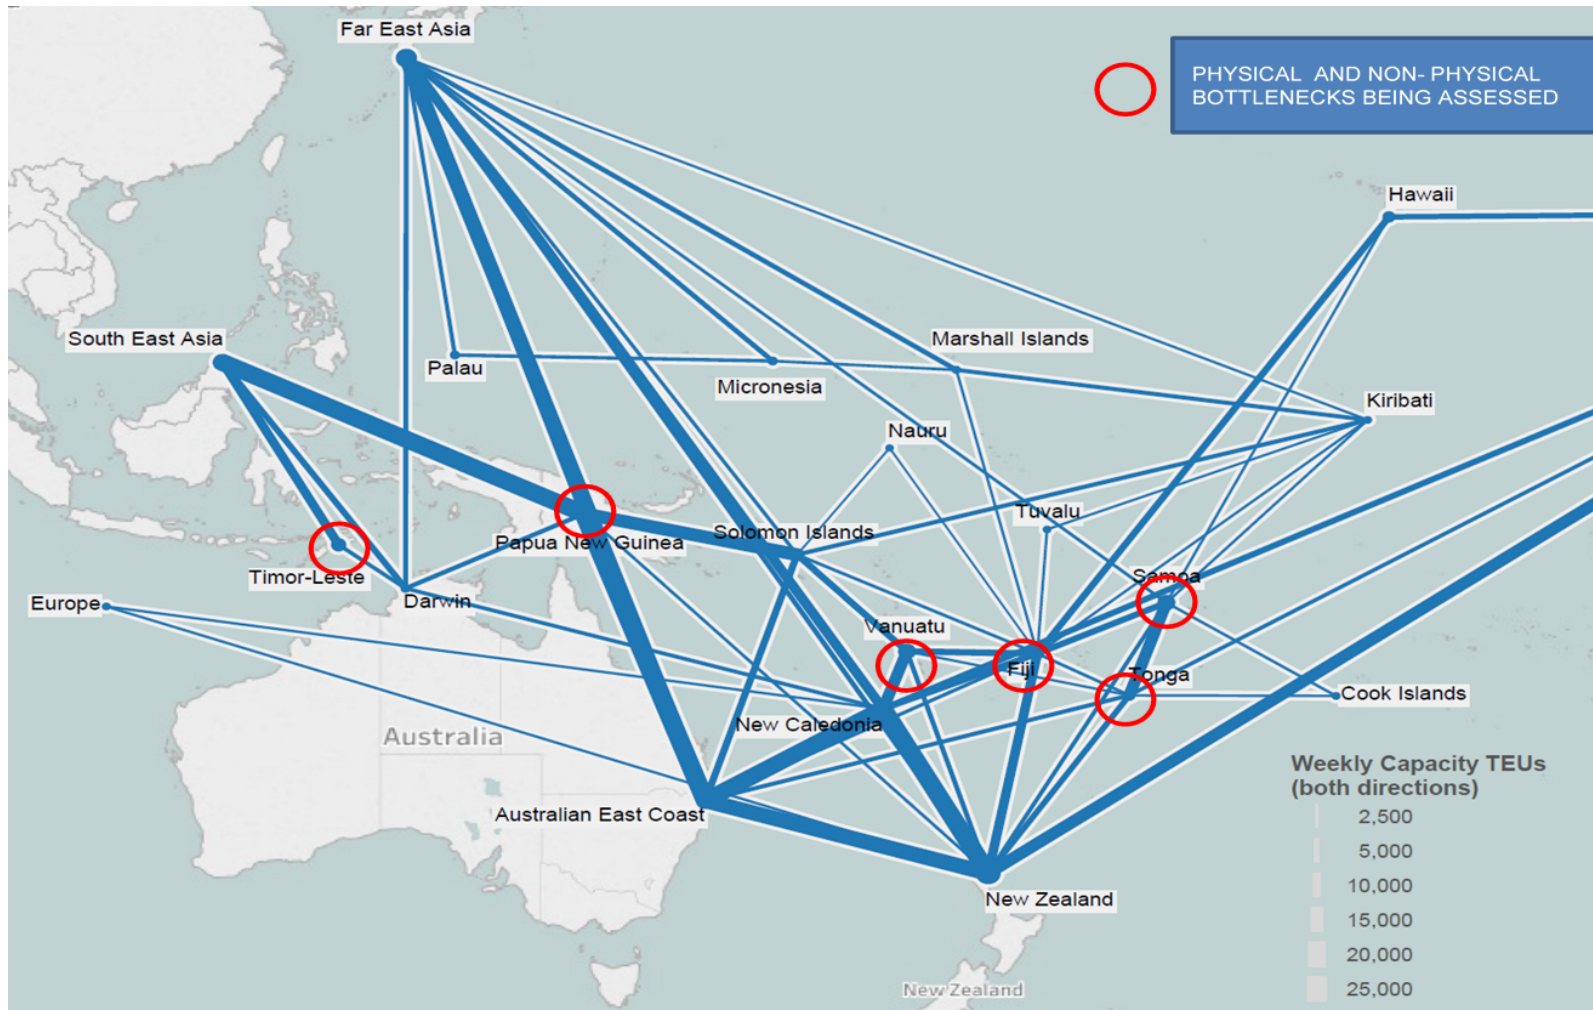 Far East Asia
PHYSICAL AND NON- PHYSICAL
BOTTLENECKS BEING ASSESSED
Hawaii
South East Asia
Marshall Islands
Palau
Micronesia
Kiribati
Nauru
Tuvalu
Solomon Islands
Papua New Guinea
Timor-Leste
Samoa
Europe
Darwin
Vanuatu
Fiji
Tonga
Cook Islands
New Caledonia
Australia
Weekly Capacity TEUs
(both directions)
2,500
5,000
10,000
15,000
20,000
25,000
Australian East Coast
New Zealand
New Zealand